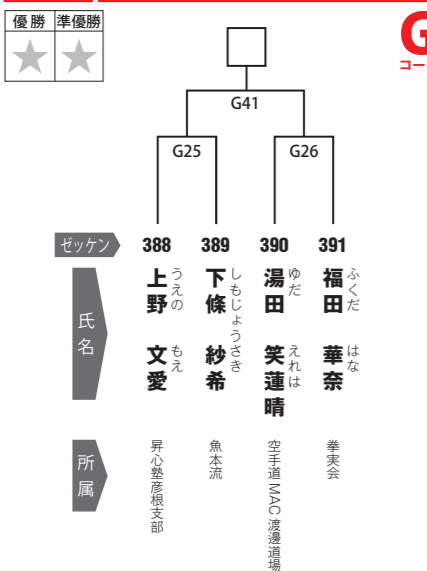 優勝 準優勝
G
コー
G41
G25 G26
ゼッケン 388 389 390 391
氏名
上野 文愛
うえの もえ
下條 紗希
しもじょう さき
湯田 笑蓮晴
ゆだ えれは
福田 華奈
ふくだ はな
所属
昇心塾彦根支部
魚本流
空手道MAC渡邊道場
拳実会